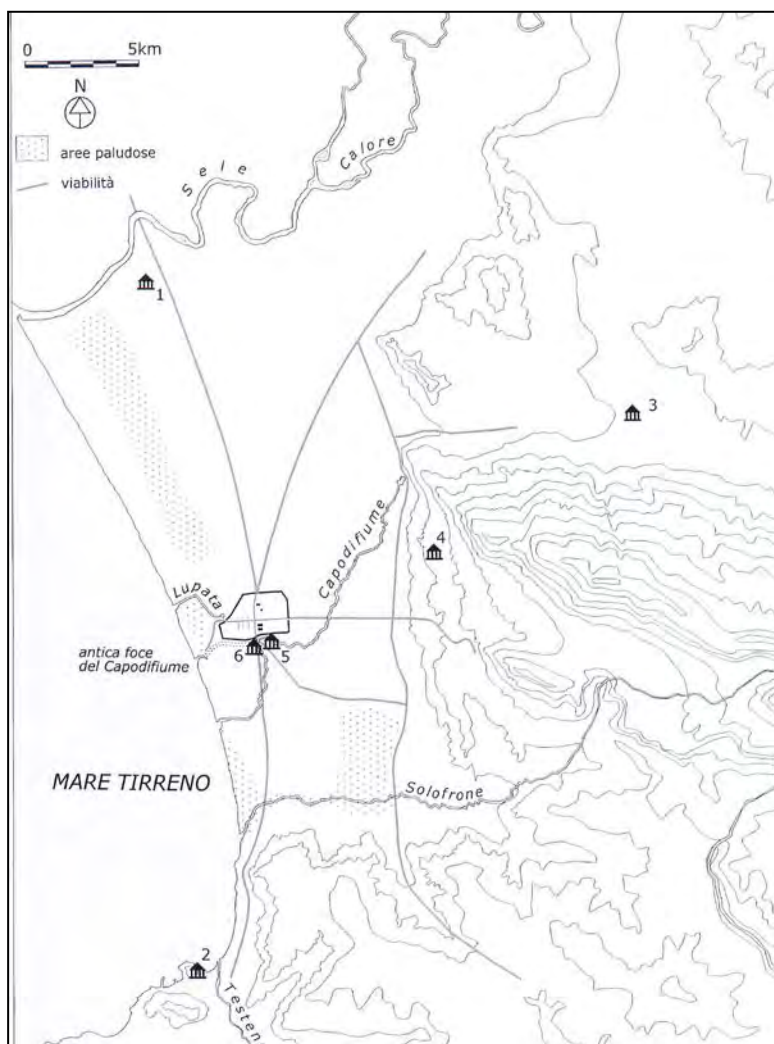 0 5km
N
aree paludose
viabilità
Sele
Calore
1
3
4
Capodifiume
Lupata
6 5
antica foce
del Capodifiume
MARE TIRRENO
Solofrone
2
Testen